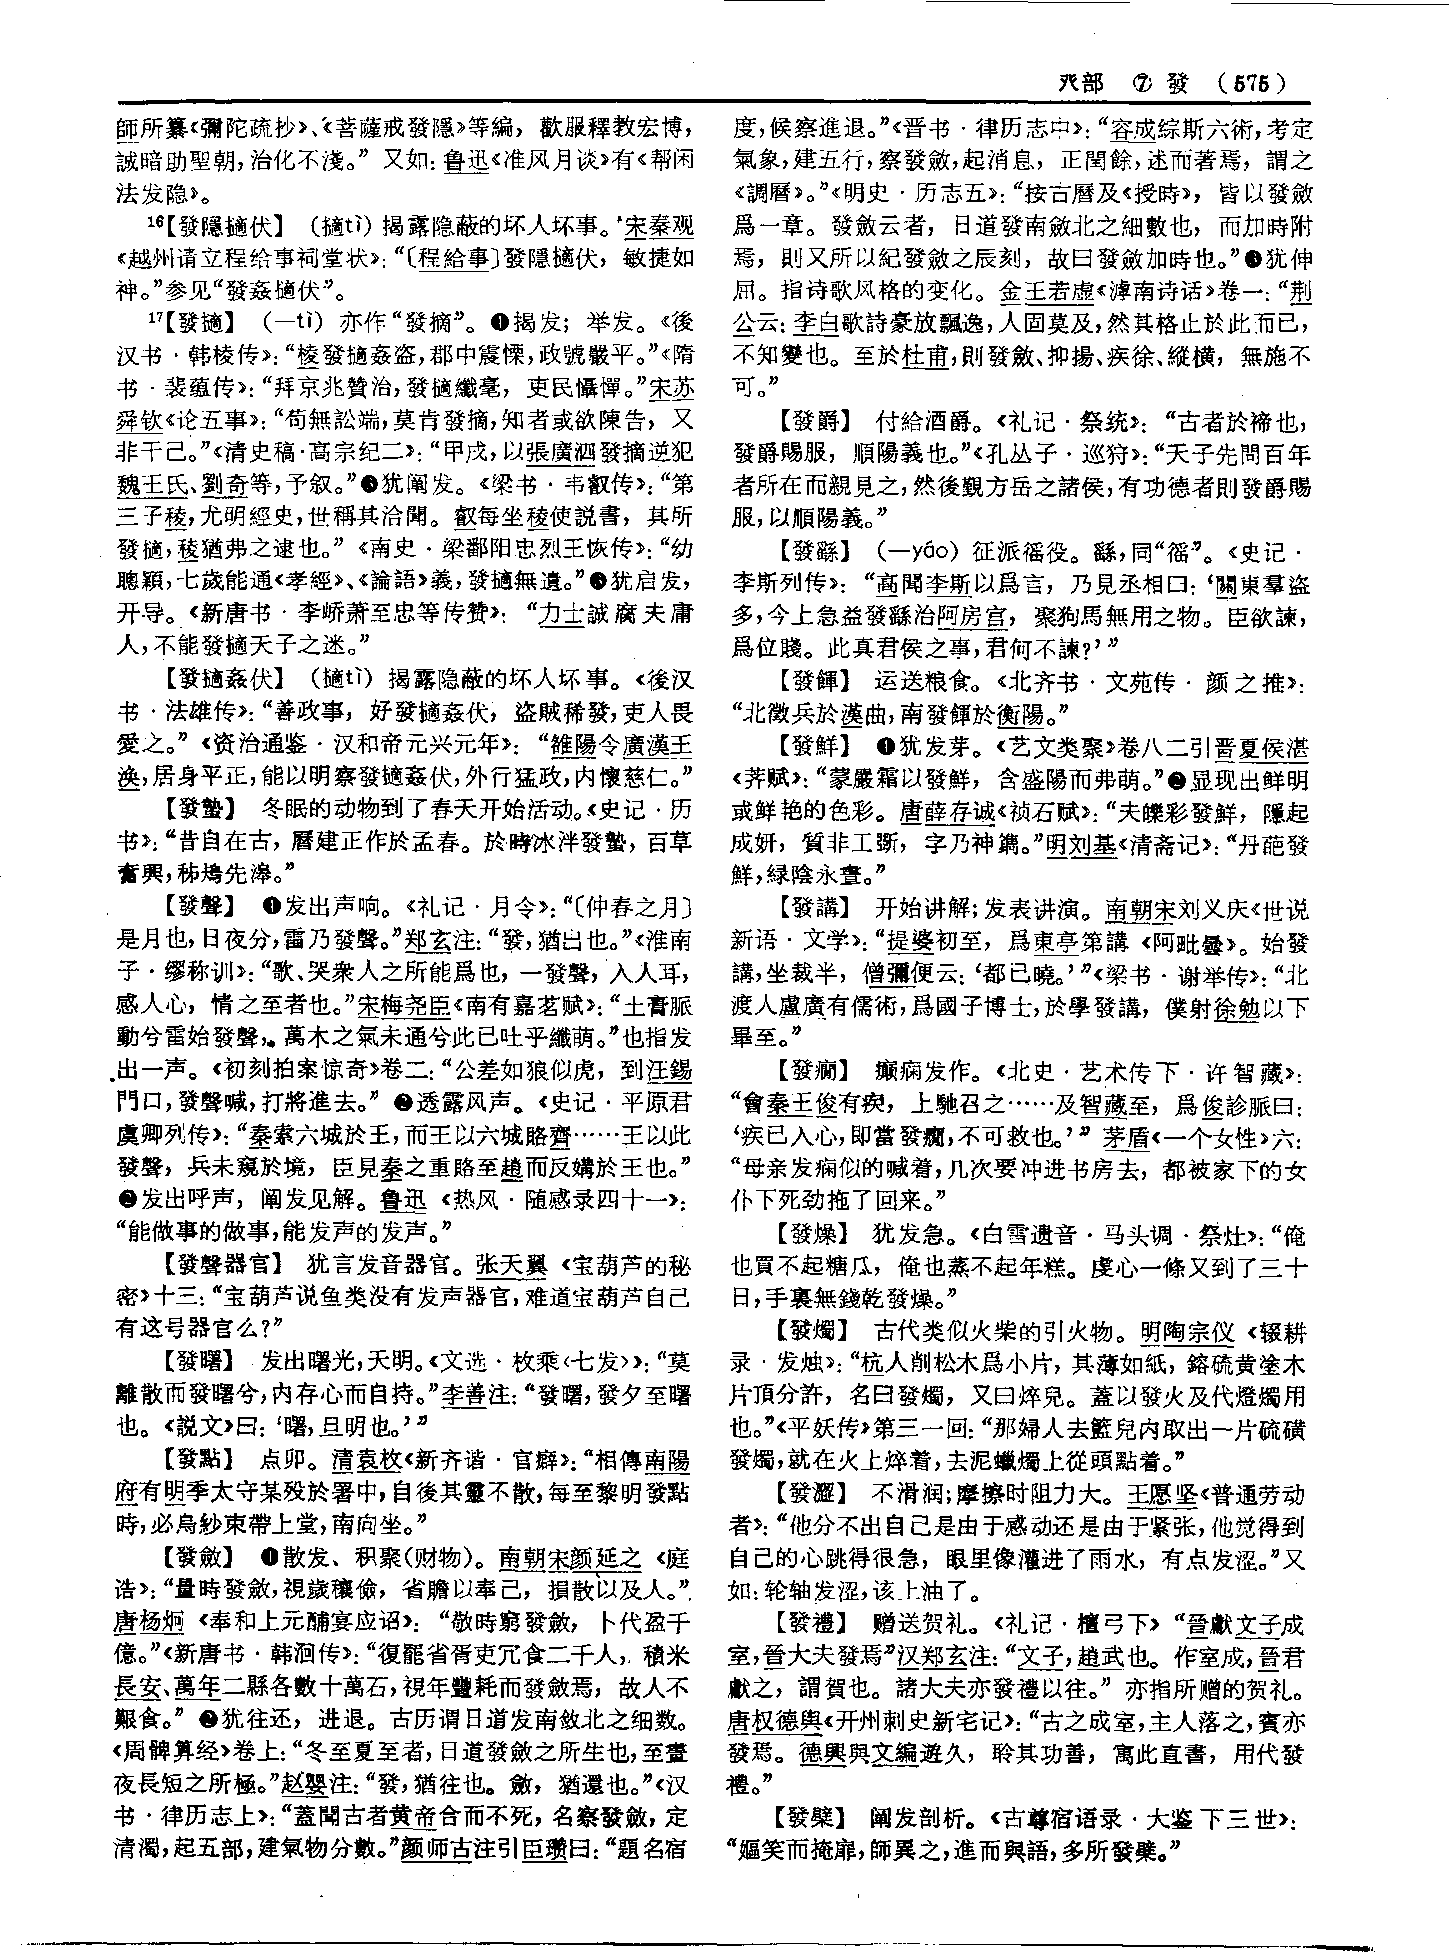 癶部 ⑦ 發 （575）
師所纂《彌陀疏抄》、《菩薩戒發隱》等編，歡服釋教宏博，
誠暗助聖朝，治化不淺。” 又如：魯迅《准风月谈》有《帮闲
法发隐》。
16【發隱擿伏】（擿tì）揭露隐蔽的坏人坏事。宋秦观
《越州请立程给事祠堂状》：“〔程給事〕發隱擿伏，敏捷如
神。”参见“發姦擿伏”。
17【發擿】（—tì）亦作“發摘”。❶揭发；举发。《後
汉书·韩棱传》：“棱發擿姦盜，郡中震慄，政號嚴平。”《隋
书·裴蕴传》：“拜京兆贊治，發擿纖毫，吏民懾憚。”宋苏
舜钦《论五事》：“苟無訟端，莫肯發摘，知者或欲陳告，又
非干己。”《清史稿·高宗纪二》：“甲戌，以張廣泗發摘逆犯
魏王氏、劉奇等，予叙。”❷犹阐发。《梁书·韦叡传》：“第
三子稜，尤明經史，世稱其洽聞。叡每坐稜使説書，其所
發擿，稜猶弗之逮也。”《南史·梁鄱阳忠烈王恢传》：“幼
聰穎，七歲能通《孝經》、《論語》義，發擿無遺。”❸犹启发，
开导。《新唐书·李峤萧至忠等传赞》：“力士誠腐夫庸
人，不能發擿天子之迷。”
【發擿姦伏】（擿tì）揭露隐蔽的坏人坏事。《後汉
书·法雄传》：“善政事，好發擿姦伏，盜賊稀發，吏人畏
愛之。”《资治通鉴·汉和帝元兴元年》：“雒陽令廣漢王
涣，居身平正，能以明察發擿姦伏，外行猛政，内懷慈仁。”
【發蟄】 冬眠的动物到了春天开始活动。《史记·历
书》：“昔自在古，曆建正作於孟春。於時冰泮發蟄，百草
奮興，秭鳺先滜。”
【發聲】 ❶发出声响。《礼记·月令》：“〔仲春之月〕
是月也，日夜分，雷乃發聲。”郑玄注：“發，猶出也。”《淮南
子·缪称训》：“歌、哭衆人之所能爲也，一發聲，入人耳，
感人心，情之至者也。”宋梅尧臣《南有嘉茗赋》：“土膏脈
動兮雷始發聲，萬木之氣未通兮此已吐乎纖萌。”也指发
出一声。《初刻拍案惊奇》卷二：“公差如狼似虎，到汪錫
門口，發聲喊，打將進去。” ❷透露风声。《史记·平原君
虞卿列传》：“秦索六城於王，而王以六城賂齊……王以此
發聲，兵未窺於境，臣見秦之重賂至趙而反媾於王也。”
❸发出呼声，阐发见解。鲁迅《热风·随感录四十一》：
“能做事的做事，能发声的发声。”
【發聲器官】 犹言发音器官。张天翼《宝葫芦的秘
密》十三：“宝葫芦说鱼类没有发声器官，难道宝葫芦自己
有这号器官么？”
【發曙】 发出曙光，天明。《文选·枚乘〈七发〉》：“莫
離散而發曙兮，内存心而自持。”李善注：“發曙，發夕至曙
也。《説文》曰：‘曙，旦明也。’”
【發點】 点卯。清袁枚《新齐谐·官癖》：“相傳南陽
府有明季太守某殁於署中，自後其靈不散，每至黎明發點
時，必烏紗束帶上堂，南向坐。”
【發斂】 ❶散发、积聚（财物）。南朝宋颜延之《庭
诰》：“量時發斂，視歲穰儉，省贍以奉己，損散以及人。”
唐杨炯《奉和上元酺宴应诏》：“敬時窮發斂，卜代盈千
億。”《新唐书·韩洄传》：“復罷省胥吏冗食二千人，積米
長安、萬年二縣各數十萬石，視年豐耗而發斂焉，故人不
艱食。” ❷犹往还，进退。古历谓日道发南敛北之细数。
《周髀算经》卷上：“冬至夏至者，日道發斂之所生也，至晝
夜長短之所極。”赵婴注：“發，猶往也。斂，猶還也。”《汉
书·律历志上》：“蓋聞古者黄帝合而不死，名察發斂，定
清濁，起五部，建氣物分數。”颜师古注引臣瓚曰：“題名宿
度，候察進退。”《晋书·律历志中》：“容成綜斯六術，考定
氣象，建五行，察發斂，起消息，正閏餘，述而著焉，謂之
《調曆》。”《明史·历志五》：“按古曆及《授時》，皆以發斂
爲一章。發斂云者，日道發南斂北之細數也，而加時附
焉，則又所以紀發斂之辰刻，故曰發斂加時也。”❸犹伸
屈。指诗歌风格的变化。金王若虚《滹南诗话》卷一：“荆
公云：李白歌詩豪放飄逸，人固莫及，然其格止於此而已，
不知變也。至於杜甫，則發斂、抑揚、疾徐、縱横，無施不
可。”
【發爵】 付给酒爵。《礼记·祭统》：“古者於禘也，
發爵賜服，順陽義也。”《孔丛子·巡狩》：“天子先問百年
者所在而親見之，然後覲方岳之諸侯，有功德者則發爵賜
服，以順陽義。”
【發繇】（—yáo）征派徭役。繇，同“徭”。《史记·
李斯列传》：“高聞李斯以爲言，乃見丞相曰：‘關東羣盜
多，今上急益發繇治阿房宫，聚狗馬無用之物。臣欲諫，
爲位賤。此真君侯之事，君何不諫？’”
【發餫】 运送粮食。《北齐书·文苑传·颜之推》：
“北徵兵於漢曲，南發餫於衡陽。”
【發鮮】 ❶犹发芽。《艺文类聚》卷八二引晋夏侯湛
《荠赋》：“蒙嚴霜以發鮮，含盛陽而弗萌。”❷显现出鲜明
或鲜艳的色彩。唐薛存诚《祯石赋》：“夫皪彩發鮮，隱起
成妍，質非工斲，字乃神鐫。”明刘基《清斋记》：“丹葩發
鮮，緑陰永晝。”
【發講】 开始讲解；发表讲演。南朝宋刘义庆《世说
新语·文学》：“提婆初至，爲東亭第講《阿毗曇》。始發
講，坐裁半，僧彌便云：‘都已曉。’”《梁书·谢举传》：“北
渡人盧廣有儒術，爲國子博士，於學發講，僕射徐勉以下
畢至。”
【發癇】 癫痫发作。《北史·艺术传下·许智藏》：
“會秦王俊有疾，上馳召之……及智藏至，爲俊診脈曰：
‘疾已入心，即當發癎，不可救也。’” 茅盾《一个女性》六：
“母亲发痫似的喊着，几次要冲进书房去，都被家下的女
仆下死劲拖了回来。”
【發燥】 犹发急。《白雪遗音·马头调·祭灶》：“俺
也買不起糖瓜，俺也蒸不起年糕。虔心一條又到了三十
日，手裏無錢乾發燥。”
【發燭】 古代类似火柴的引火物。明陶宗仪《辍耕
录·发烛》：“杭人削松木爲小片，其薄如紙，鎔硫黄塗木
片頂分許，名曰發燭，又曰焠兒。蓋以發火及代燈燭用
也。”《平妖传》第三一回：“那婦人去籃兒内取出一片硫磺
發燭，就在火上焠着，去泥蠟燭上從頭點着。”
【發澀】 不滑润；摩擦时阻力大。王愿坚《普通劳动
者》：“他分不出自己是由于感动还是由于紧张，他觉得到
自己的心跳得很急，眼里像灌进了雨水，有点发涩。”又
如：轮轴发涩，该上油了。
【發禮】 赠送贺礼。《礼记·檀弓下》“晉獻文子成
室，晉大夫發焉”汉郑玄注：“文子，趙武也。作室成，晉君
獻之，謂賀也。諸大夫亦發禮以往。” 亦指所赠的贺礼。
唐权德舆《开州刺史新宅记》：“古之成室，主人落之，賓亦
發焉。德輿與文編遊久，聆其功善，寓此直書，用代發
禮。”
【發櫱】 阐发剖析。《古尊宿语录·大鉴下三世》：
“嫗笑而掩扉，師異之，進而與語，多所發櫱。”